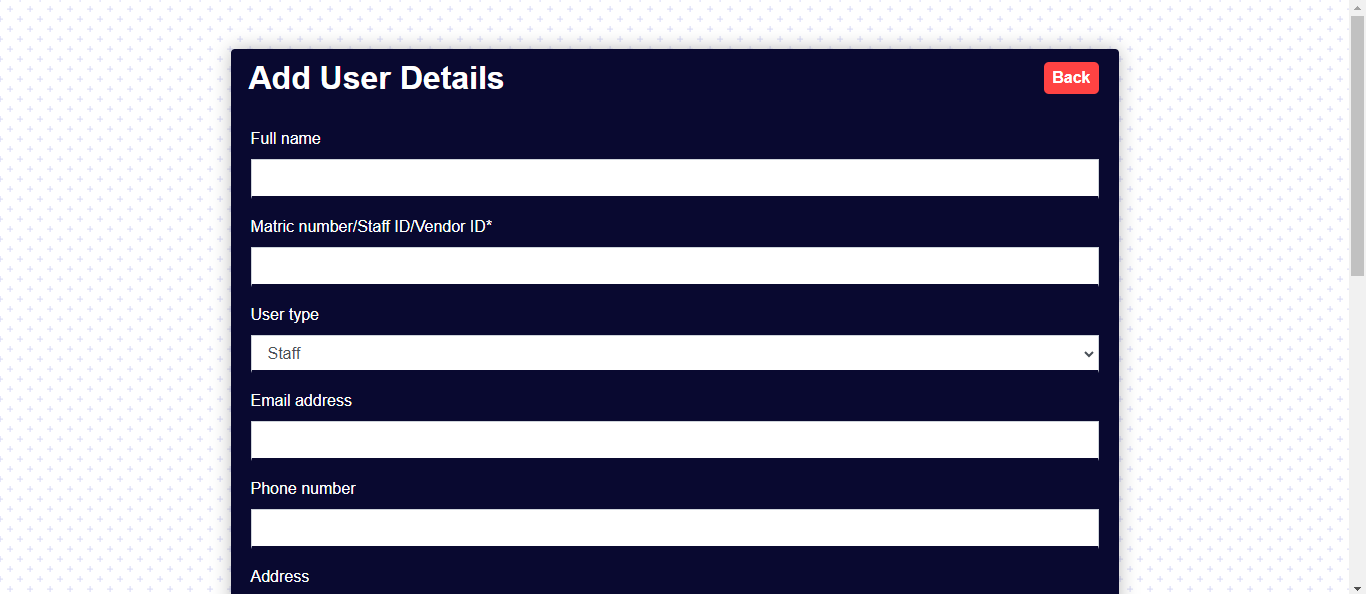 Add User Details
Back
Full name
Matric number/Staff ID/Vendor ID*
User type
Staff
Email address
Phone number
Address